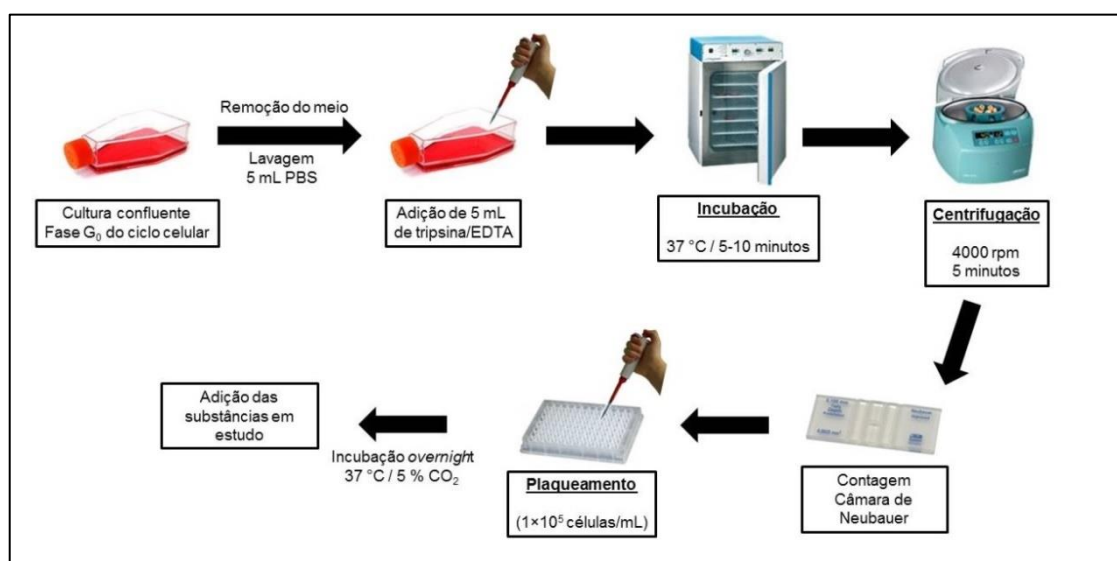 Remoção do meio
Lavagem
5 mL PBS
Cultura confluente
Fase G₀ do ciclo celular
Adição de 5 mL
de tripsina/EDTA
Incubação
37 °C / 5-10 minutos
Centrifugação
4000 rpm
5 minutos
Adição das
substâncias em
estudo
Incubação overnight
37 °C / 5 % CO₂
Plaqueamento
(1×10⁵ células/mL)
Contagem
Câmara de
Neubauer